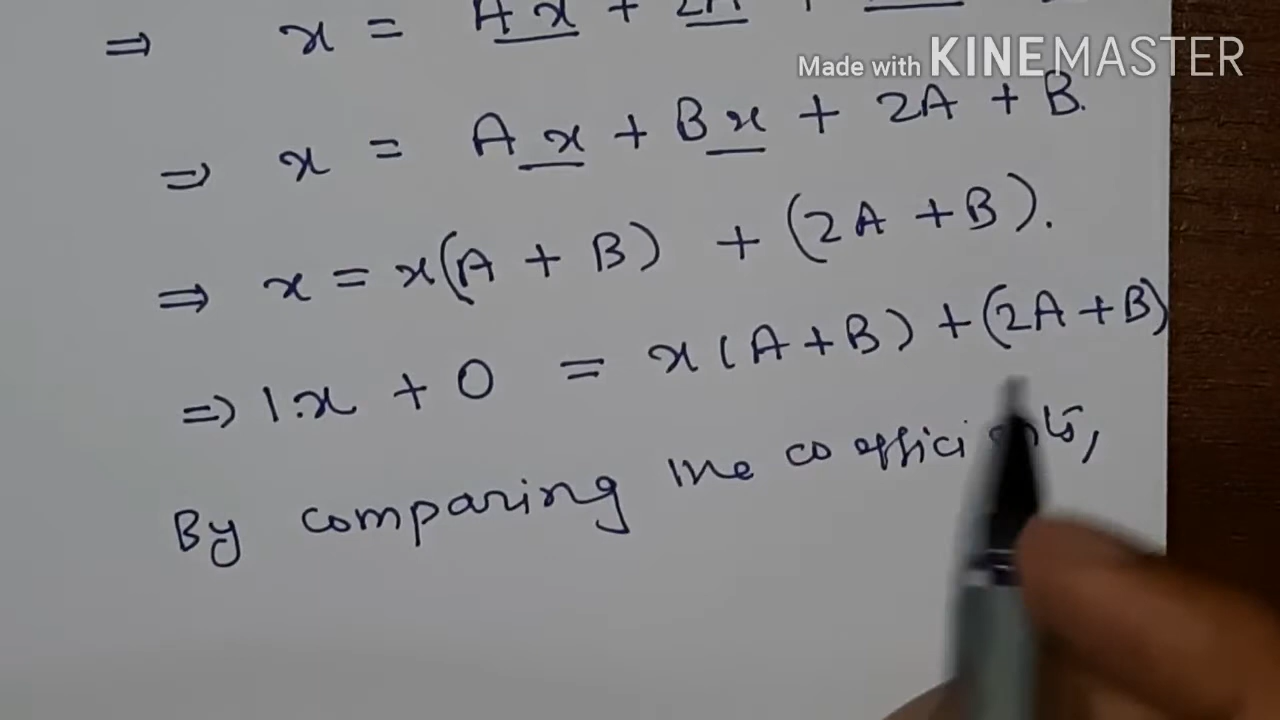 ⇒ x = Ax + 2A +
Made with KINEMASTER
⇒ x = Ax + Bx + 2A + B.
⇒ x = x(A + B) + (2A + B).
⇒ 1.x + 0 = x(A+B) + (2A+B)
By comparing the coefficients,